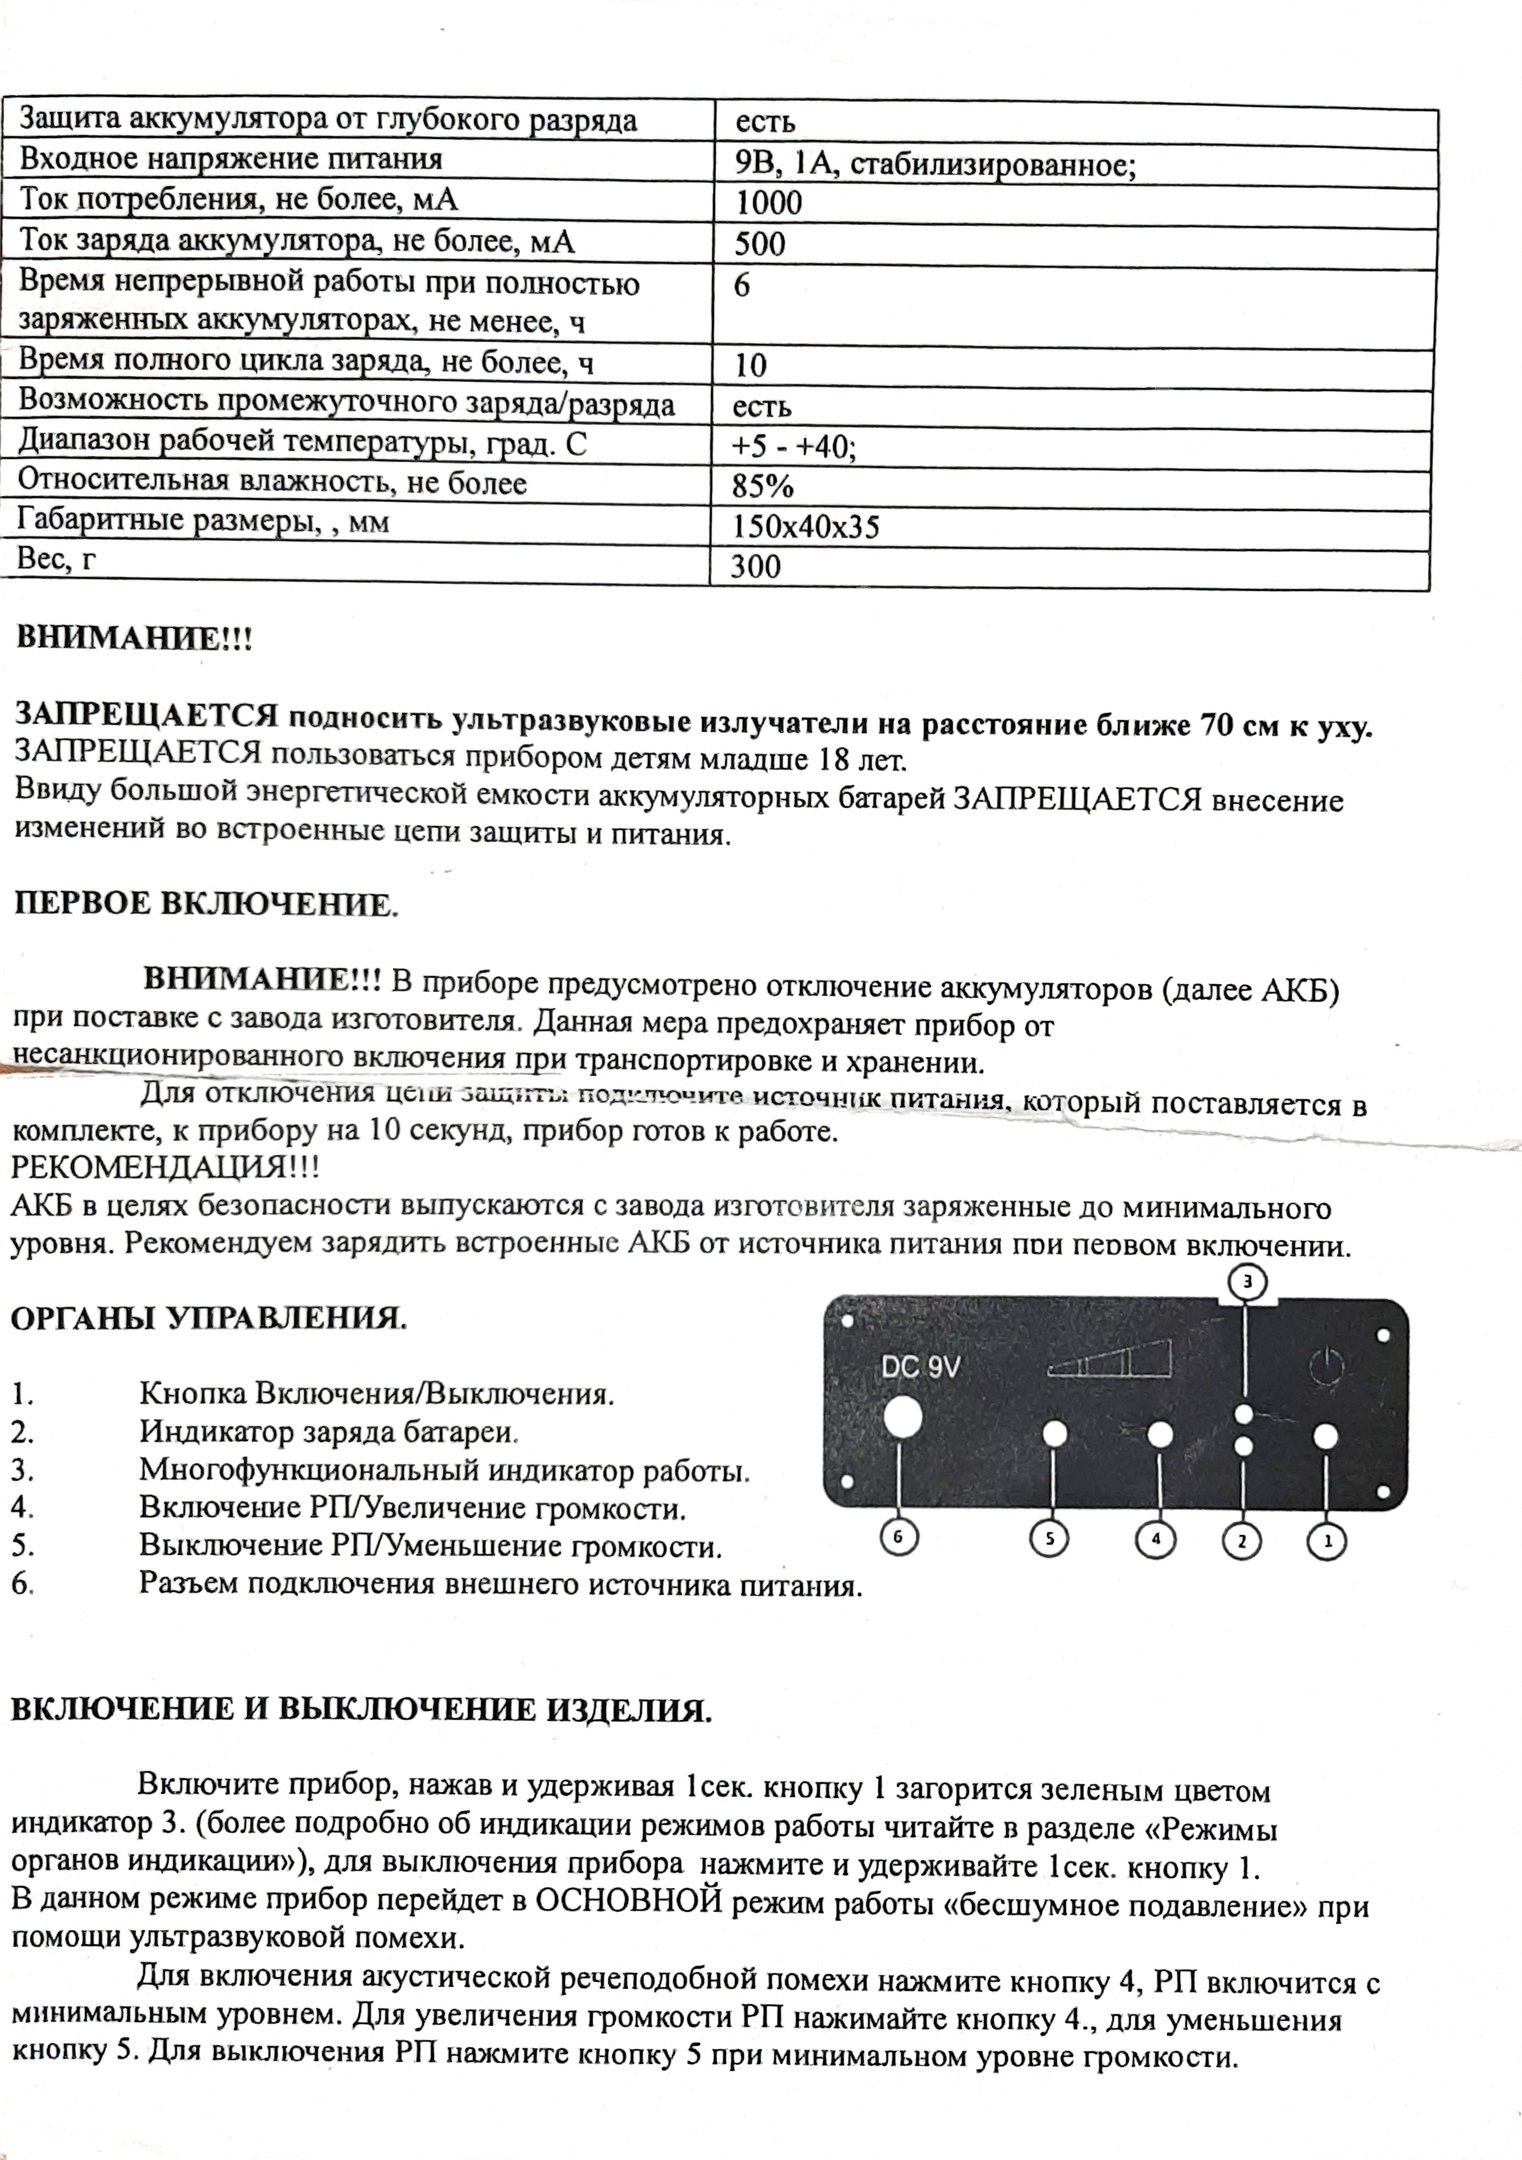 Защита аккумулятора от глубокого разряда есть
Входное напряжение питания 9В, 1А, стабилизированное;
Ток потребления, не более, мА 1000
Ток заряда аккумулятора, не более, мА 500
Время непрерывной работы при полностью 6
заряженных аккумуляторах, не менее, ч
Время полного цикла заряда, не более, ч 10
Возможность промежуточного заряда/разряда есть
Диапазон рабочей температуры, град. С +5 - +40;
Относительная влажность, не более 85%
Габаритные размеры, , мм 150х40х35
Вес, г 300
ВНИМАНИЕ!!!
ЗАПРЕЩАЕТСЯ подносить ультразвуковые излучатели на расстояние ближе 70 см к уху.
ЗАПРЕЩАЕТСЯ пользоваться прибором детям младше 18 лет.
Ввиду большой энергетической емкости аккумуляторных батарей ЗАПРЕЩАЕТСЯ внесение
изменений во встроенные цепи защиты и питания.
ПЕРВОЕ ВКЛЮЧЕНИЕ.
ВНИМАНИЕ!!! В приборе предусмотрено отключение аккумуляторов (далее АКБ)
при поставке с завода изготовителя. Данная мера предохраняет прибор от
несанкционированного включения при транспортировке и хранении.
Для отключения цепи защиты подключите источник питания, который поставляется в
комплекте, к прибору на 10 секунд, прибор готов к работе.
РЕКОМЕНДАЦИЯ!!!
АКБ в целях безопасности выпускаются с завода изготовителя заряженные до минимального
уровня. Рекомендуем зарядить встроенные АКБ от источника питания при первом включении.
ОРГАНЫ УПРАВЛЕНИЯ.
1. Кнопка Включения/Выключения.
2. Индикатор заряда батареи.
3. Многофункциональный индикатор работы.
4. Включение РП/Увеличение громкости.
5. Выключение РП/Уменьшение громкости.
6. Разъем подключения внешнего источника питания.
3
DC 9V
6 5 4 2 1
ВКЛЮЧЕНИЕ И ВЫКЛЮЧЕНИЕ ИЗДЕЛИЯ.
Включите прибор, нажав и удерживая 1сек. кнопку 1 загорится зеленым цветом
индикатор 3. (более подробно об индикации режимов работы читайте в разделе «Режимы
органов индикации»), для выключения прибора нажмите и удерживайте 1сек. кнопку 1.
В данном режиме прибор перейдет в ОСНОВНОЙ режим работы «бесшумное подавление» при
помощи ультразвуковой помехи.
Для включения акустической речеподобной помехи нажмите кнопку 4, РП включится с
минимальным уровнем. Для увеличения громкости РП нажимайте кнопку 4., для уменьшения
кнопку 5. Для выключения РП нажмите кнопку 5 при минимальном уровне громкости.